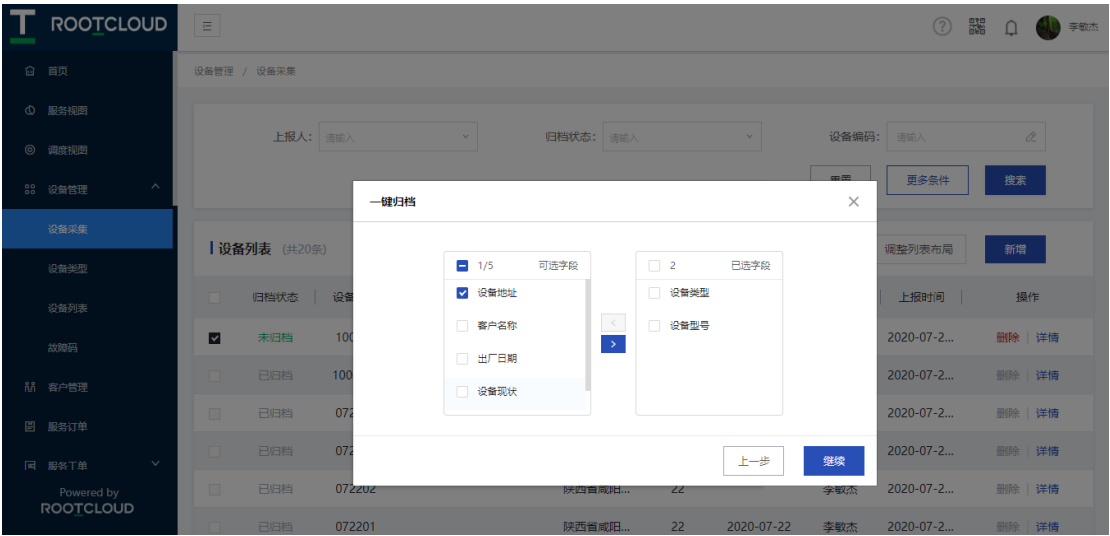 ROOTCLOUD
李敏杰
首页
设备管理 / 设备采集
服务视图
上报人: 请输入
归档状态: 请输入
设备编码: 请输入
调度视图
设备管理
更多条件
搜索
一键归档
设备采集
设备列表 (共20条)
调整列表布局
新增
1/5 可选字段
2 已选字段
设备类型
归档状态
上报时间
操作
设备地址
设备类型
设备列表
客户名称
设备型号
未归档
100
2020-07-2...
删除
详情
故障码
出厂日期
已归档
100
2020-07-2...
删除
详情
客户管理
设备现状
已归档
072
2020-07-2...
删除
详情
服务订单
已归档
072
2020-07-2...
删除
详情
服务工单
上一步
继续
已归档
072202
陕西省咸阳...
22
李敏杰
2020-07-2...
删除
详情
Powered by
ROOTCLOUD
已归档
072201
陕西省咸阳...
22
2020-07-22
李敏杰
2020-07-2...
删除
详情